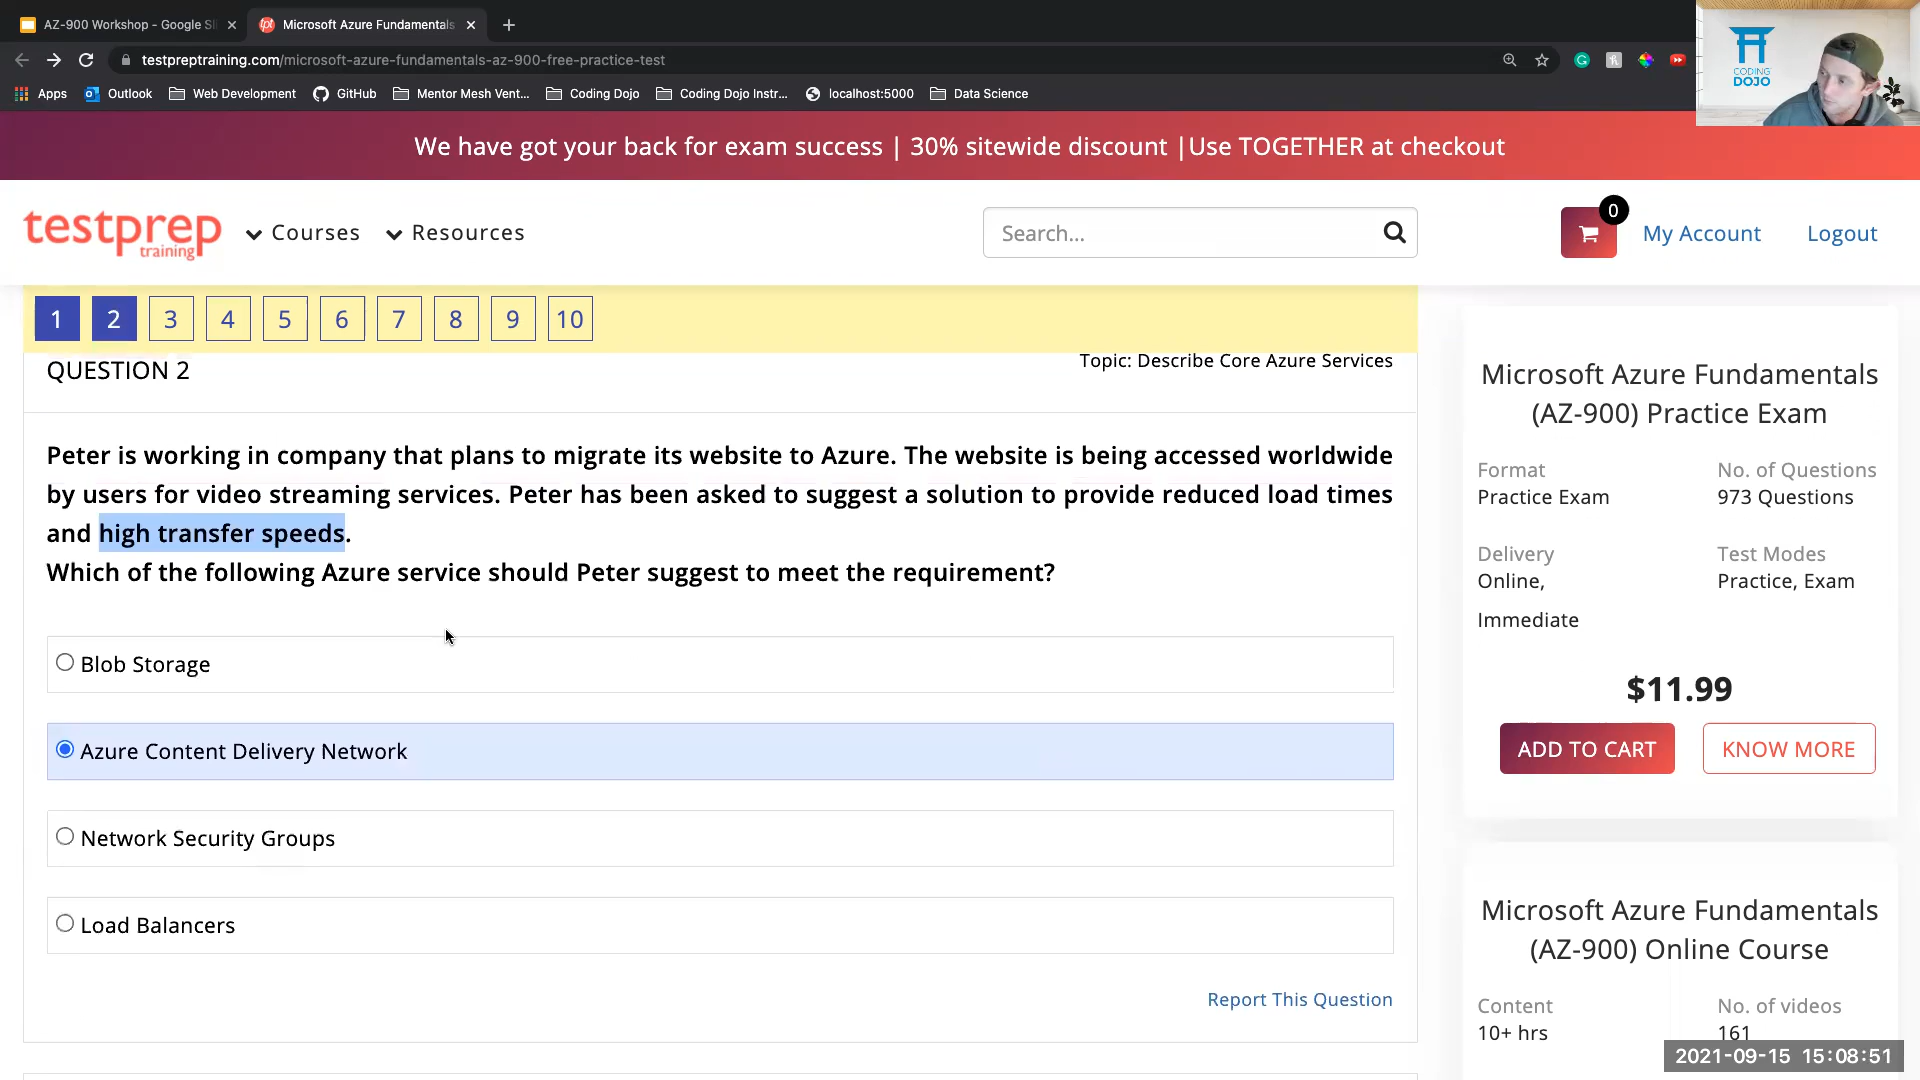 AZ-900 Workshop - Google Sli
Microsoft Azure Fundamentals
testpreptraining.com/microsoft-azure-fundamentals-az-900-free-practice-test
Apps
Outlook
Web Development
GitHub
Mentor Mesh Vent...
Coding Dojo
Coding Dojo Instr...
localhost:5000
Data Science
CODING
DOJO
We have got your back for exam success | 30% sitewide discount |Use TOGETHER at checkout
testprep
training
Courses
Resources
Search...
0
My Account
Logout
1 2 3 4 5 6 7 8 9 10
QUESTION 2
Topic: Describe Core Azure Services
Peter is working in company that plans to migrate its website to Azure. The website is being accessed worldwide
by users for video streaming services. Peter has been asked to suggest a solution to provide reduced load times
and high transfer speeds.
Which of the following Azure service should Peter suggest to meet the requirement?
Blob Storage
Azure Content Delivery Network
Network Security Groups
Load Balancers
Report This Question
Microsoft Azure Fundamentals
(AZ-900) Practice Exam
Format
Practice Exam
No. of Questions
973 Questions
Delivery
Online,
Immediate
Test Modes
Practice, Exam
$11.99
ADD TO CART
KNOW MORE
Microsoft Azure Fundamentals
(AZ-900) Online Course
Content
10+ hrs
No. of videos
161
2021-09-15 15:08:51